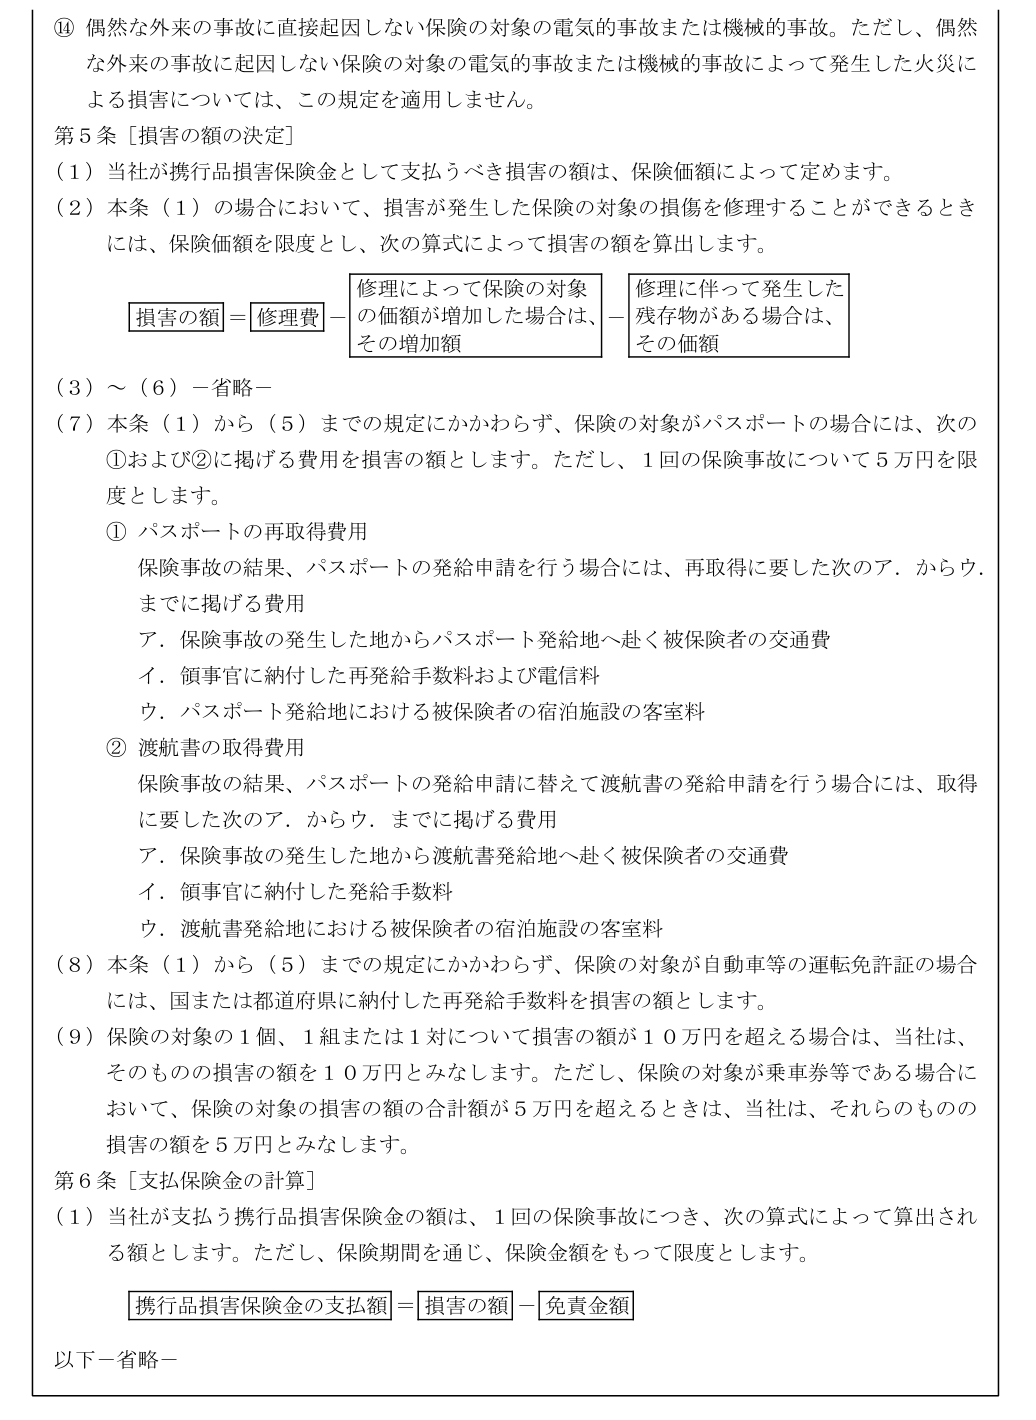 ⑭ 偶然な外来の事故に直接起因しない保険の対象の電気的事故または機械的事故。ただし、偶然
な外来の事故に起因しない保険の対象の電気的事故または機械的事故によって発生した火災に
よる損害については、この規定を適用しません。
第５条［損害の額の決定］
（１）当社が携行品損害保険金として支払うべき損害の額は、保険価額によって定めます。
（２）本条（１）の場合において、損害が発生した保険の対象の損傷を修理することができるとき
には、保険価額を限度とし、次の算式によって損害の額を算出します。
修理によって保険の対象 修理に伴って発生した
損害の額＝修理費－の価額が増加した場合は、－残存物がある場合は、
その増加額 その価額
（３）～（６）－省略－
（７）本条（１）から（５）までの規定にかかわらず、保険の対象がパスポートの場合には、次の
①および②に掲げる費用を損害の額とします。ただし、１回の保険事故について５万円を限
度とします。
① パスポートの再取得費用
保険事故の結果、パスポートの発給申請を行う場合には、再取得に要した次のア．からウ．
までに掲げる費用
ア．保険事故の発生した地からパスポート発給地へ赴く被保険者の交通費
イ．領事官に納付した再発給手数料および電信料
ウ．パスポート発給地における被保険者の宿泊施設の客室料
② 渡航書の取得費用
保険事故の結果、パスポートの発給申請に替えて渡航書の発給申請を行う場合には、取得
に要した次のア．からウ．までに掲げる費用
ア．保険事故の発生した地から渡航書発給地へ赴く被保険者の交通費
イ．領事官に納付した発給手数料
ウ．渡航書発給地における被保険者の宿泊施設の客室料
（８）本条（１）から（５）までの規定にかかわらず、保険の対象が自動車等の運転免許証の場合
には、国または都道府県に納付した再発給手数料を損害の額とします。
（９）保険の対象の１個、１組または１対について損害の額が１０万円を超える場合は、当社は、
そのものの損害の額を１０万円とみなします。ただし、保険の対象が乗車券等である場合に
おいて、保険の対象の損害の額の合計額が５万円を超えるときは、当社は、それらのものの
損害の額を５万円とみなします。
第６条［支払保険金の計算］
（１）当社が支払う携行品損害保険金の額は、１回の保険事故につき、次の算式によって算出され
る額とします。ただし、保険期間を通じ、保険金額をもって限度とします。
携行品損害保険金の支払額＝損害の額－免責金額
以下－省略－